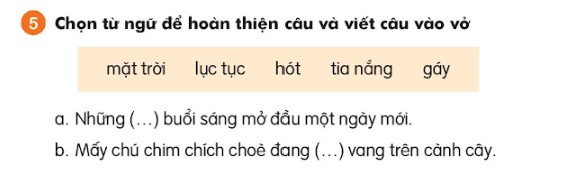 5 Chọn từ ngữ để hoàn thiện câu và viết câu vào vở
mặt trời lục tục hót tia nắng gáy
a. Những (...) buổi sáng mở đầu một ngày mới.
b. Mấy chú chim chích choè đang (...) vang trên cành cây.